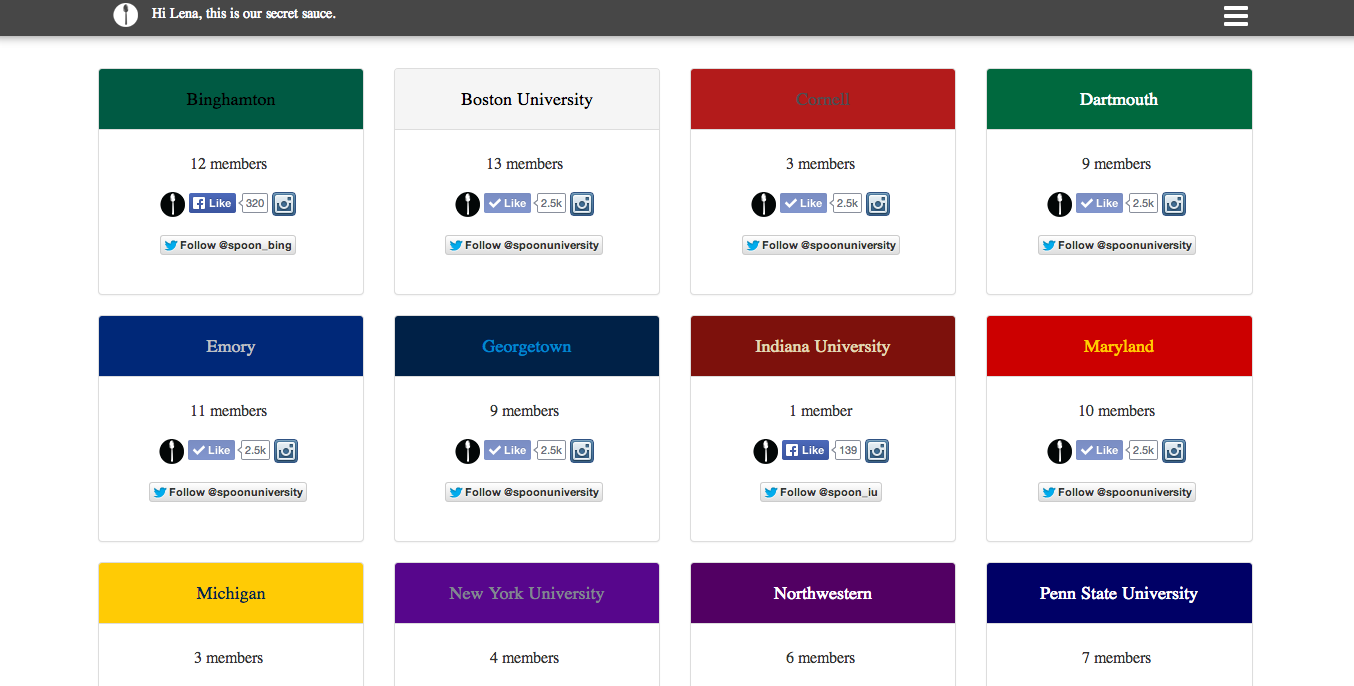 Hi Lena, this is our secret sauce.
Binghamton Boston University Cornell Dartmouth
12 members 13 members 3 members 9 members
Like 320 Like 2.5k Like 2.5k Like 2.5k
Follow @spoon_bing Follow @spoonuniversity Follow @spoonuniversity Follow @spoonuniversity
Emory Georgetown Indiana University Maryland
11 members 9 members 1 member 10 members
Like 2.5k Like 2.5k Like 139 Like 2.5k
Follow @spoonuniversity Follow @spoonuniversity Follow @spoon_iu Follow @spoonuniversity
Michigan New York University Northwestern Penn State University
3 members 4 members 6 members 7 members